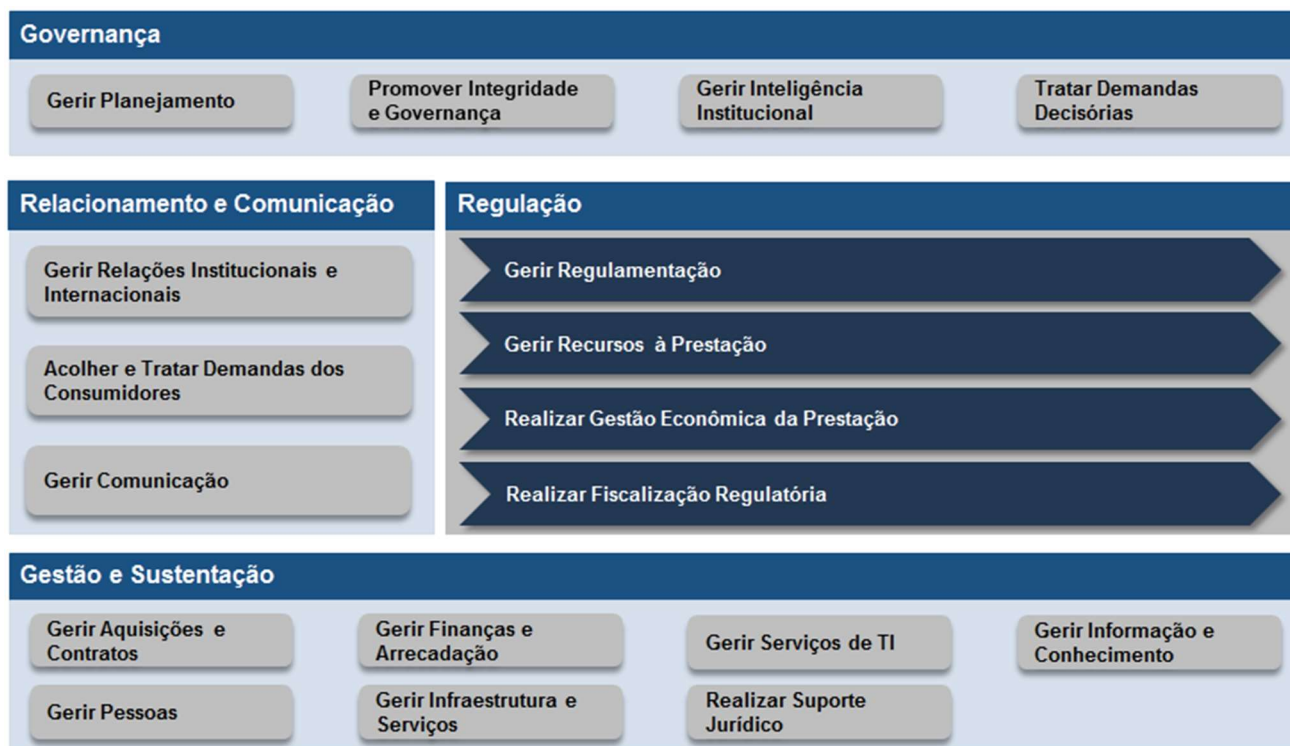 Governança
Gerir Planejamento
Promover Integridade
e Governança
Gerir Inteligência
Institucional
Tratar Demandas
Decisórias
Relacionamento e Comunicação
Gerir Relações Institucionais e
Internacionais
Acolher e Tratar Demandas dos
Consumidores
Gerir Comunicação
Regulação
Gerir Regulamentação
Gerir Recursos à Prestação
Realizar Gestão Econômica da Prestação
Realizar Fiscalização Regulatória
Gestão e Sustentação
Gerir Aquisições e
Contratos
Gerir Finanças e
Arrecadação
Gerir Serviços de TI
Gerir Informação e
Conhecimento
Gerir Pessoas
Gerir Infraestrutura e
Serviços
Realizar Suporte
Jurídico